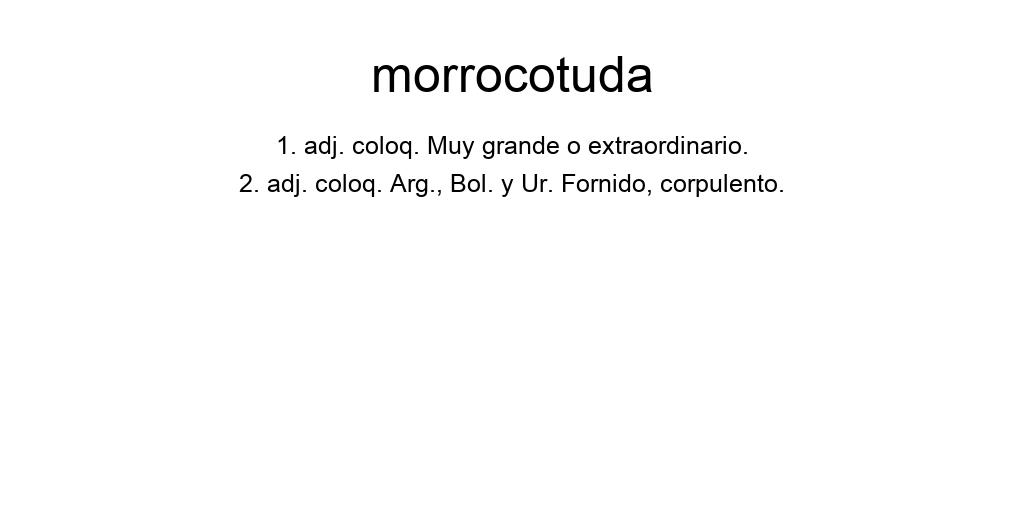 morrocotuda
1. adj. coloq. Muy grande o extraordinario.
2. adj. coloq. Arg., Bol. y Ur. Fornido, corpulento.